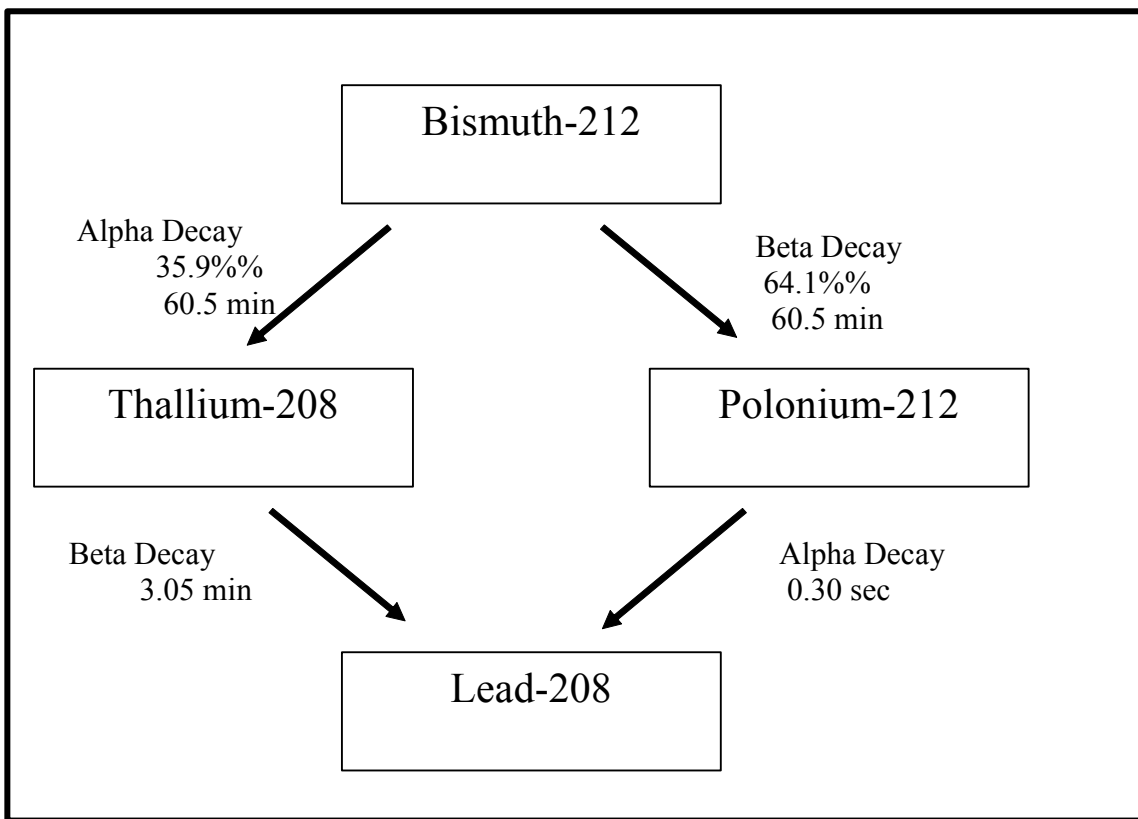 Bismuth-212
Alpha Decay
35.9%%
60.5 min
Beta Decay
64.1%%
60.5 min
Thallium-208
Polonium-212
Beta Decay
3.05 min
Alpha Decay
0.30 sec
Lead-208